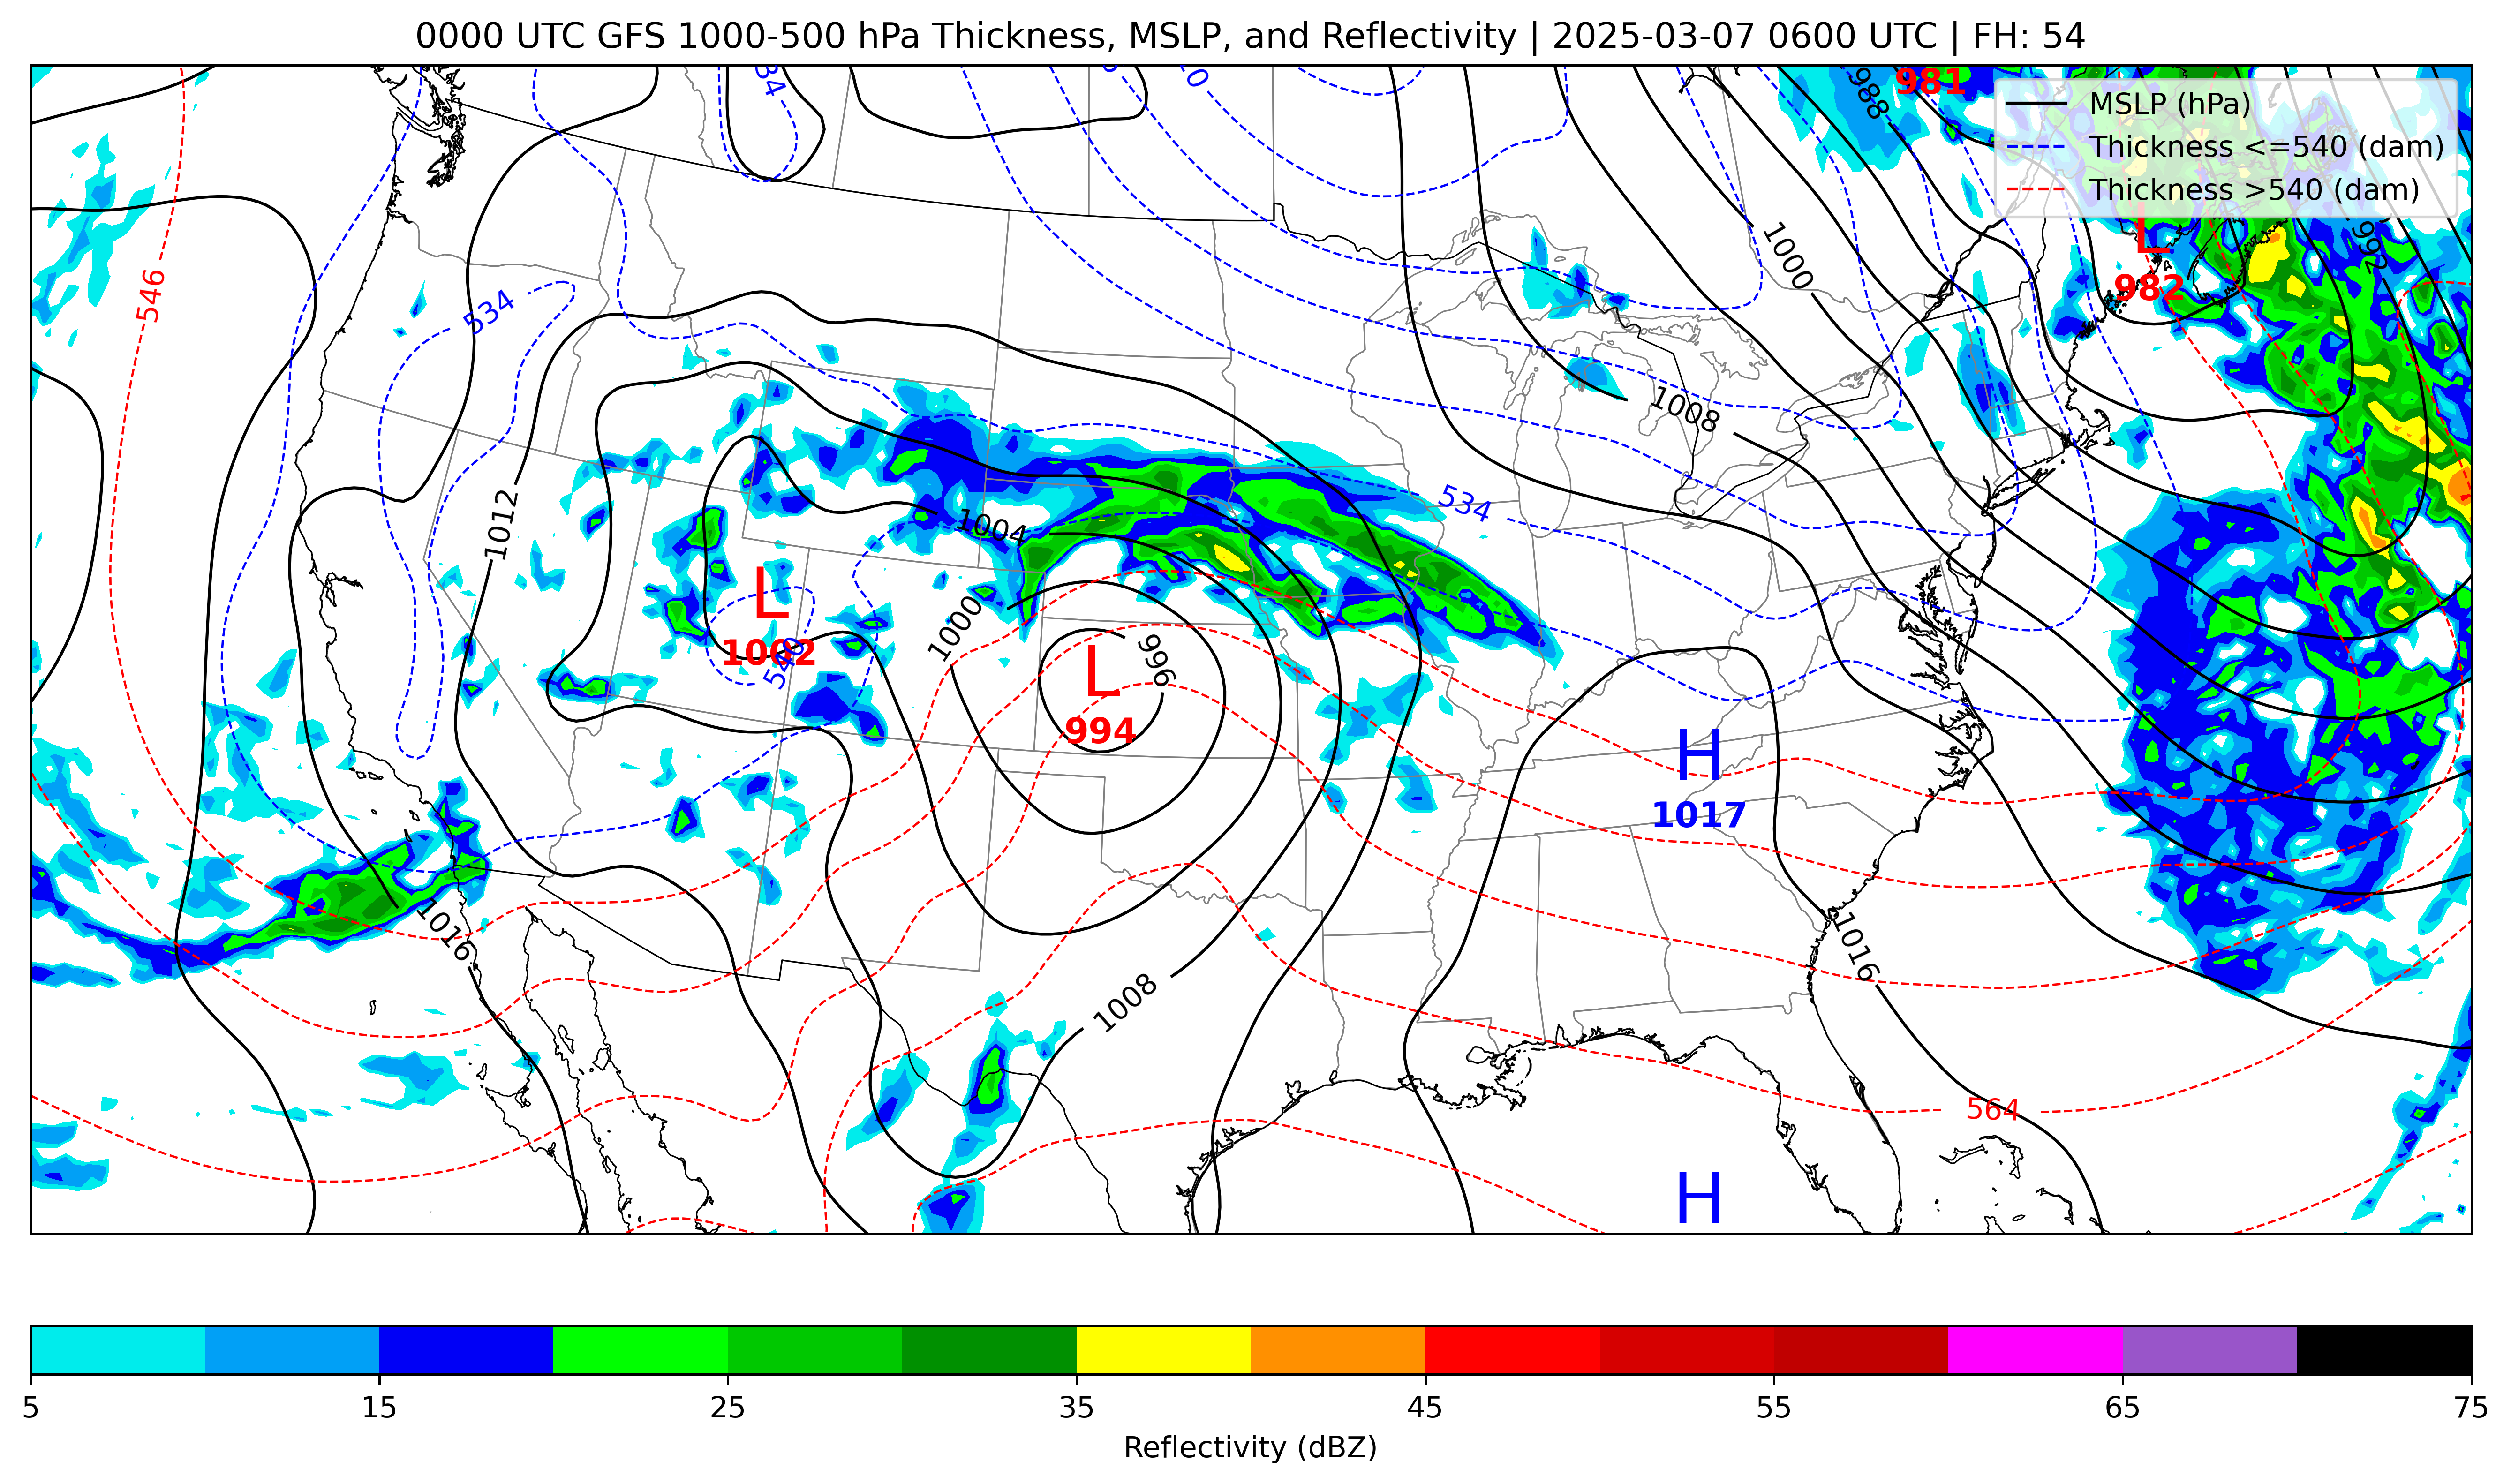 0000 UTC GFS 1000-500 hPa Thickness, MSLP, and Reflectivity | 2025-03-07 0600 UTC | FH: 54
981
988
MSLP (hPa)
Thickness <=540 (dam)
Thickness >540 (dam)
34
0
1000
992
L
982
546
534
1008
1012
534
1004
L
1002
540
1000
996
L
994
H
1017
1016
1016
1008
564
H
5 15 25 35 45 55 65 75
Reflectivity (dBZ)